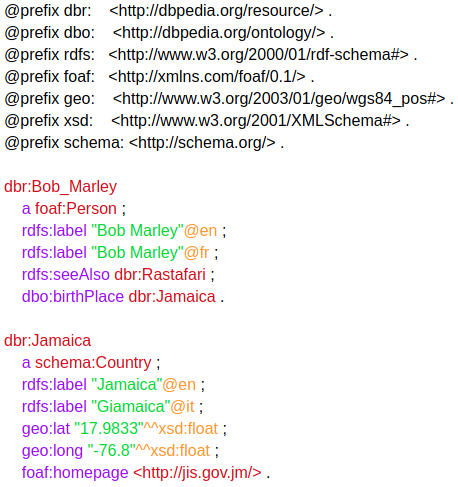 @prefix dbr: <http://dbpedia.org/resource/> .
@prefix dbo: <http://dbpedia.org/ontology/> .
@prefix rdfs: <http://www.w3.org/2000/01/rdf-schema#> .
@prefix foaf: <http://xmlns.com/foaf/0.1/> .
@prefix geo: <http://www.w3.org/2003/01/geo/wgs84_pos#> .
@prefix xsd: <http://www.w3.org/2001/XMLSchema#> .
@prefix schema: <http://schema.org/> .
dbr:Bob_Marley
a foaf:Person ;
rdfs:label "Bob Marley"@en ;
rdfs:label "Bob Marley"@fr ;
rdfs:seeAlso dbr:Rastafari ;
dbo:birthPlace dbr:Jamaica .
dbr:Jamaica
a schema:Country ;
rdfs:label "Jamaica"@en ;
rdfs:label "Giamaica"@it ;
geo:lat "17.9833"^^xsd:float ;
geo:long "-76.8"^^xsd:float ;
foaf:homepage <http://jis.gov.jm/> .